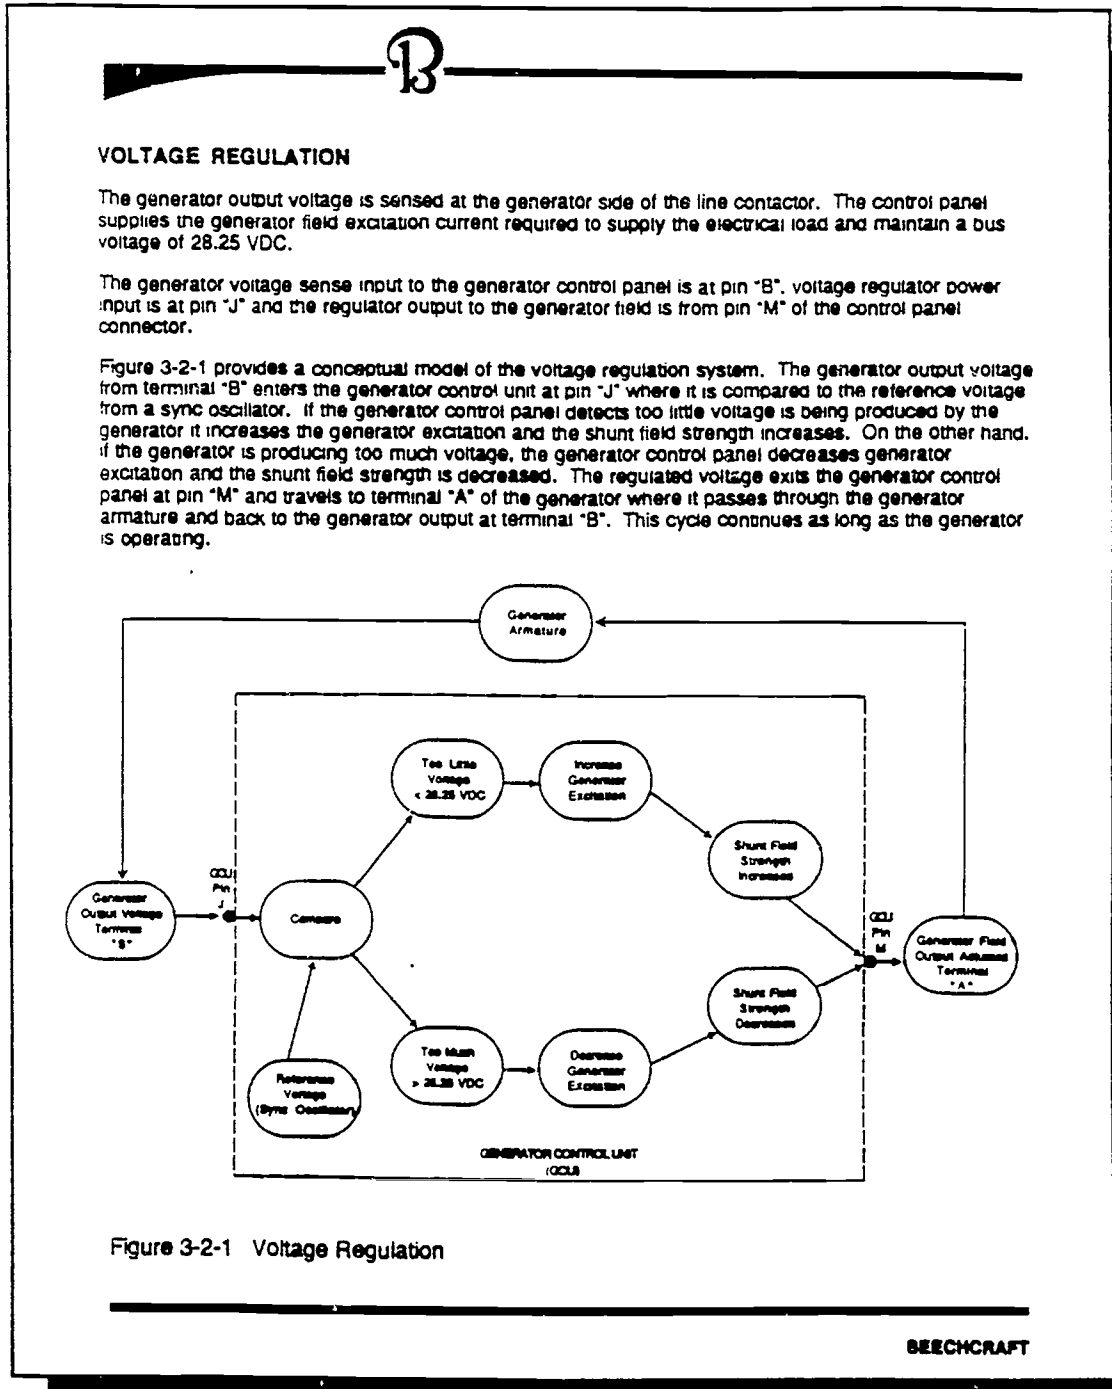 B
VOLTAGE REGULATION
The generator output voltage is sensed at the generator side of the line contactor. The control panel
supplies the generator field excitation current required to supply the electrical load and maintain a bus
voltage of 28.25 VDC.
The generator voltage sense input to the generator control panel is at pin "B", voltage regulator power
input is at pin "J" and the regulator output to the generator field is from pin "M" of the control panel
connector.
Figure 3-2-1 provides a conceptual model of the voltage regulation system. The generator output voltage
from terminal "B" enters the generator control unit at pin "J" where it is compared to the reference voltage
from a sync oscillator. If the generator control panel detects too little voltage is being produced by the
generator it increases the generator excitation and the shunt field strength increases. On the other hand,
if the generator is producing too much voltage, the generator control panel decreases generator
excitation and the shunt field strength is decreased. The regulated voltage exits the generator control
panel at pin "M" and travels to terminal "A" of the generator where it passes through the generator
armature and back to the generator output at terminal "B". This cycle continues as long as the generator
is operating.
Generator
Armature
Too Little
Voltage
< 28.25 VDC
Increase
Generator
Excitation
Shunt Field
Strength
Increases
GCU
Pin
J
Generator
Output Voltage
Terminal
"B"
Compare
GCU
Pin
M
Generator Field
Output Adjusted
Terminal
"A"
Shunt Field
Strength
Decreases
Too Much
Voltage
> 28.25 VDC
Decrease
Generator
Excitation
Reference
Voltage
(Sync Oscillator)
GENERATOR CONTROL UNIT
(GCU)
Figure 3-2-1 Voltage Regulation
BEECHCRAFT